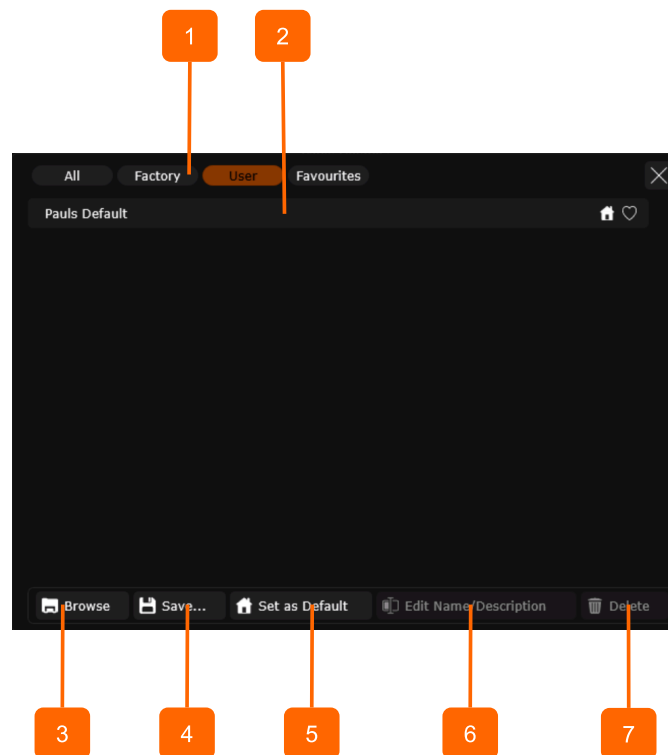 1 2
All Factory User Favourites
Pauls Default
Browse Save... Set as Default Edit Name/Description Delete
3 4 5 6 7